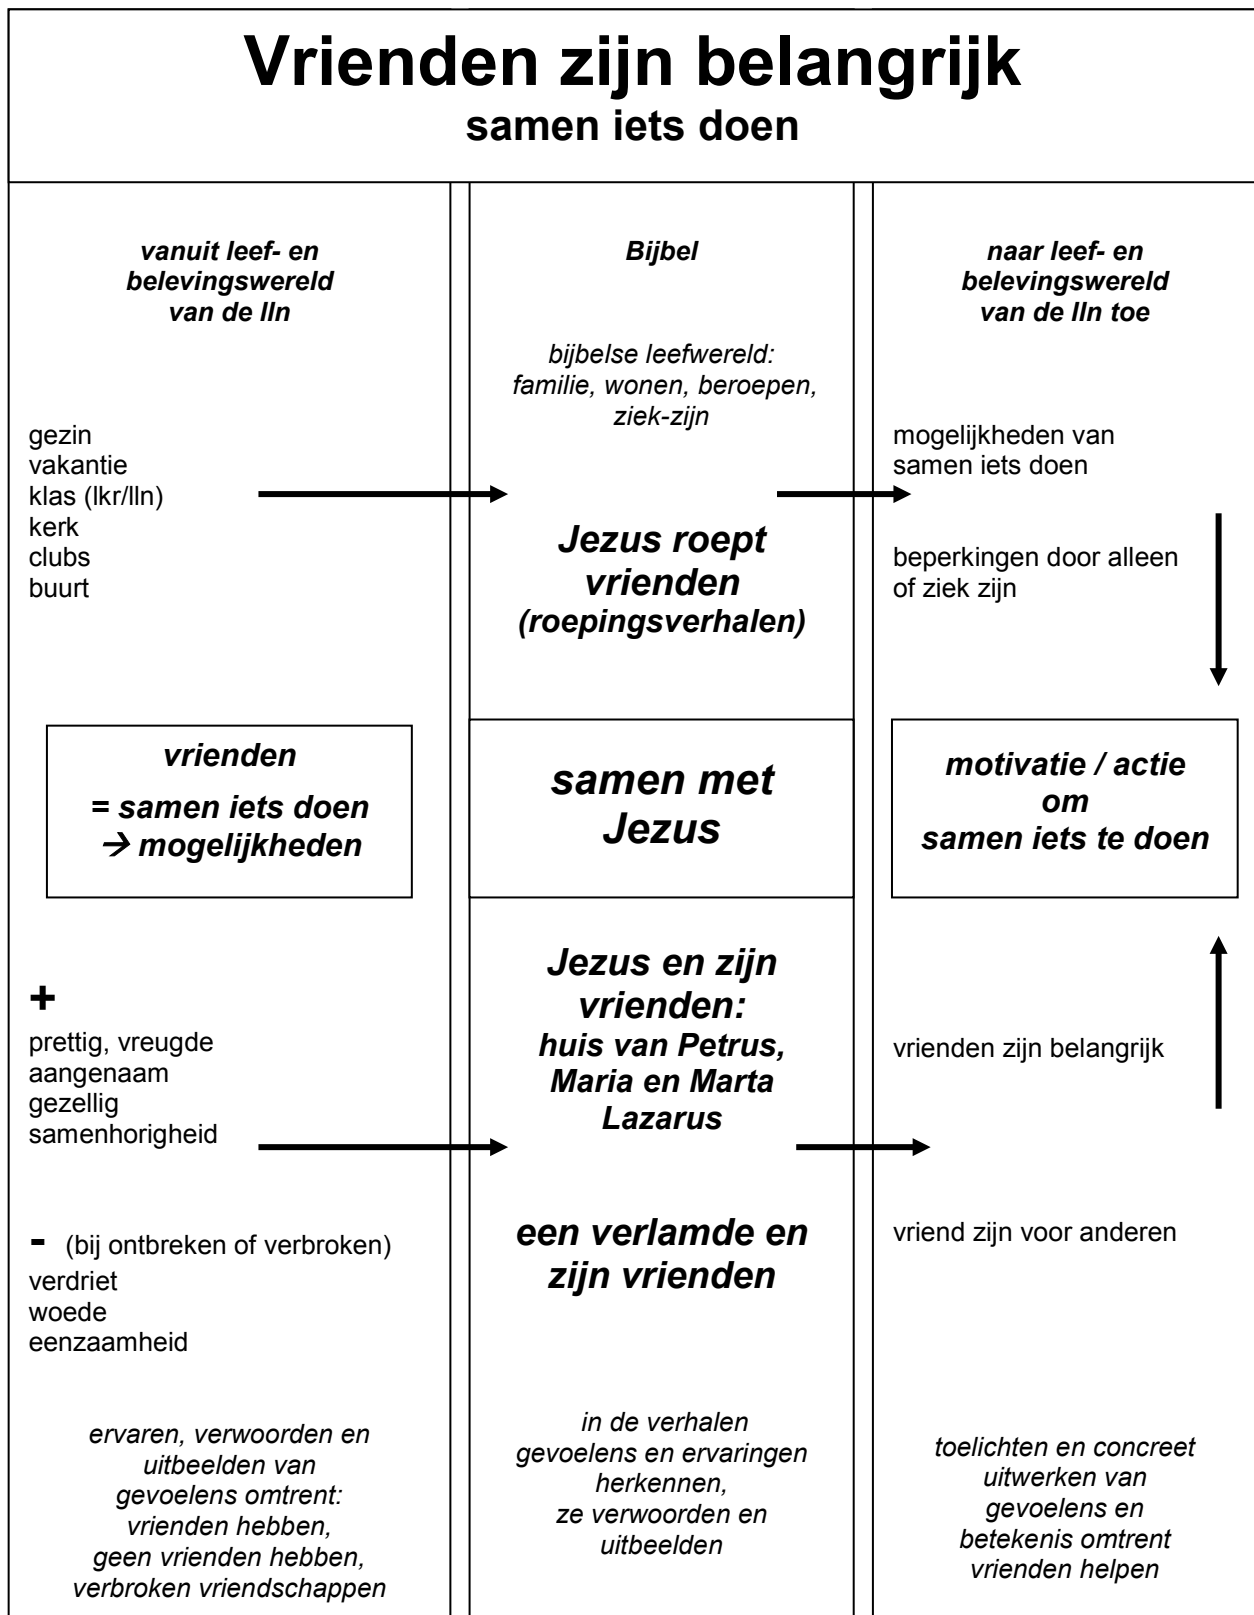 Vrienden zijn belangrijk
samen iets doen
vanuit leef- en
belevingswereld
van de lln
gezin
vakantie
klas (lkr/lln)
kerk
clubs
buurt
vrienden
= samen iets doen
→ mogelijkheden
+
prettig, vreugde
aangenaam
gezellig
samenhorigheid
- (bij ontbreken of verbroken)
verdriet
woede
eenzaamheid
ervaren, verwoorden en
uitbeelden van
gevoelens omtrent:
vrienden hebben,
geen vrienden hebben,
verbroken vriendschappen
Bijbel
bijbelse leefwereld:
familie, wonen, beroepen,
ziek-zijn
Jezus roept
vrienden
(roepingsverhalen)
samen met
Jezus
Jezus en zijn
vrienden:
huis van Petrus,
Maria en Marta
Lazarus
een verlamde en
zijn vrienden
in de verhalen
gevoelens en ervaringen
herkennen,
ze verwoorden en
uitbeelden
naar leef- en
belevingswereld
van de lln toe
mogelijkheden van
samen iets doen
beperkingen door alleen
of ziek zijn
motivatie / actie
om
samen iets te doen
vrienden zijn belangrijk
vriend zijn voor anderen
toelichten en concreet
uitwerken van
gevoelens en
betekenis omtrent
vrienden helpen